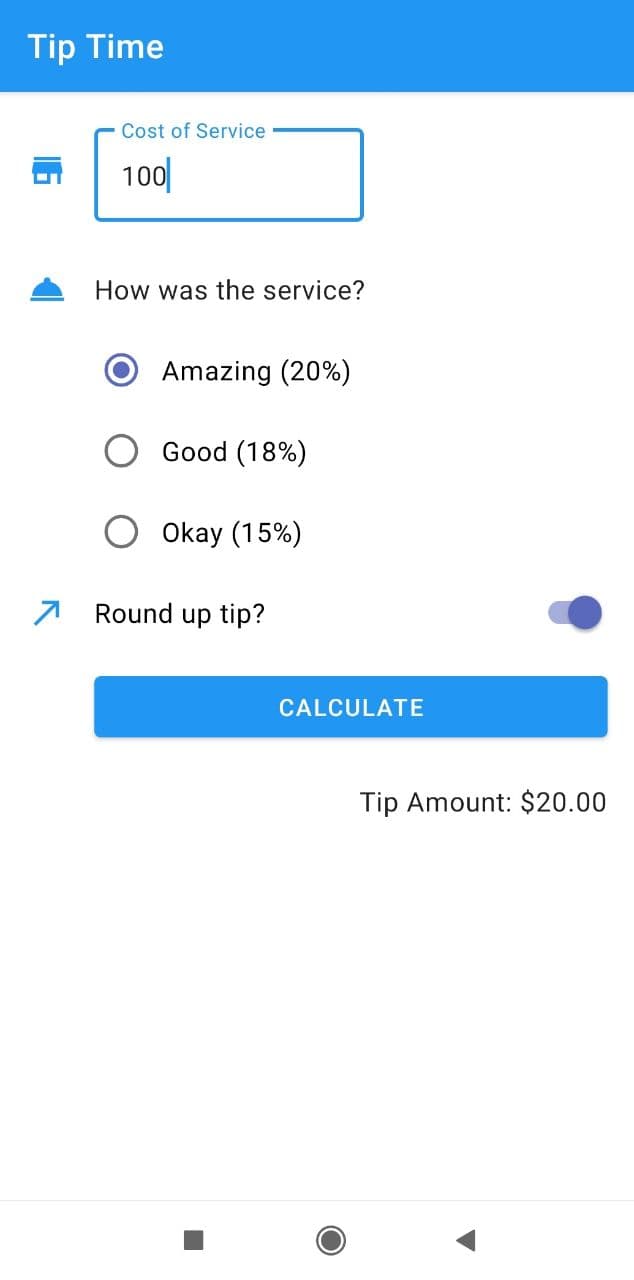 Tip Time
Cost of Service
100
How was the service?
Amazing (20%)
Good (18%)
Okay (15%)
Round up tip?
CALCULATE
Tip Amount: $20.00